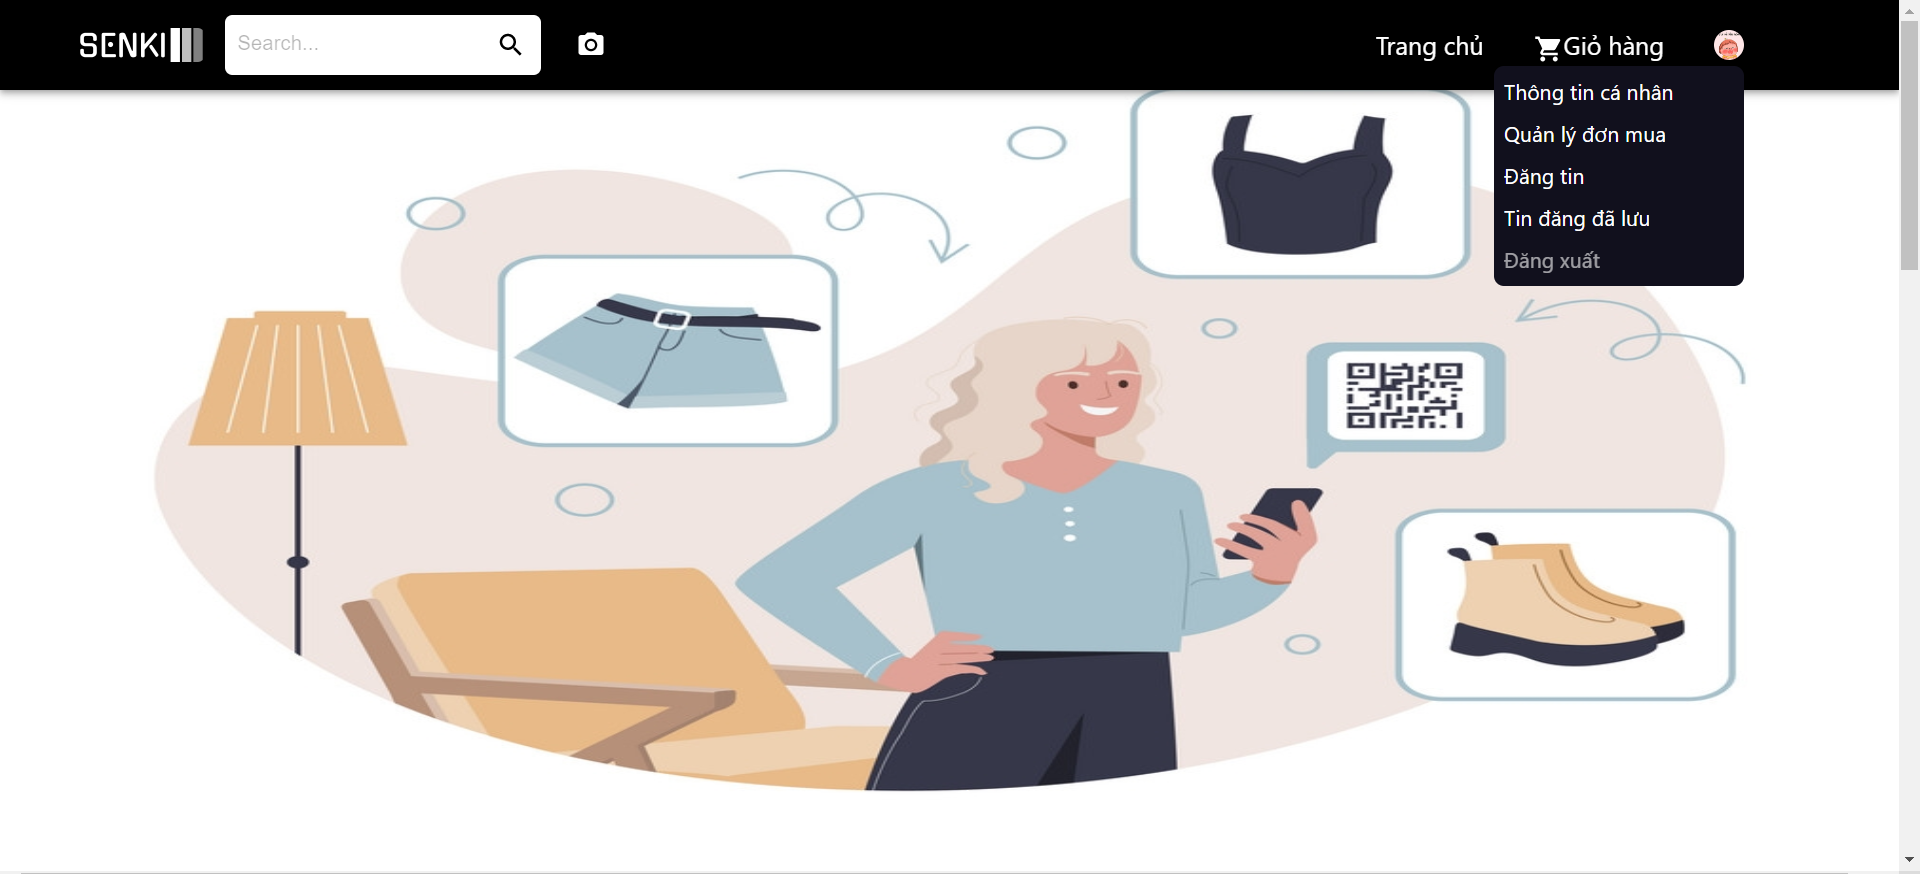 SENKI
Search...
Trang chủ
Giỏ hàng
Thông tin cá nhân
Quản lý đơn mua
Đăng tin
Tin đăng đã lưu
Đăng xuất